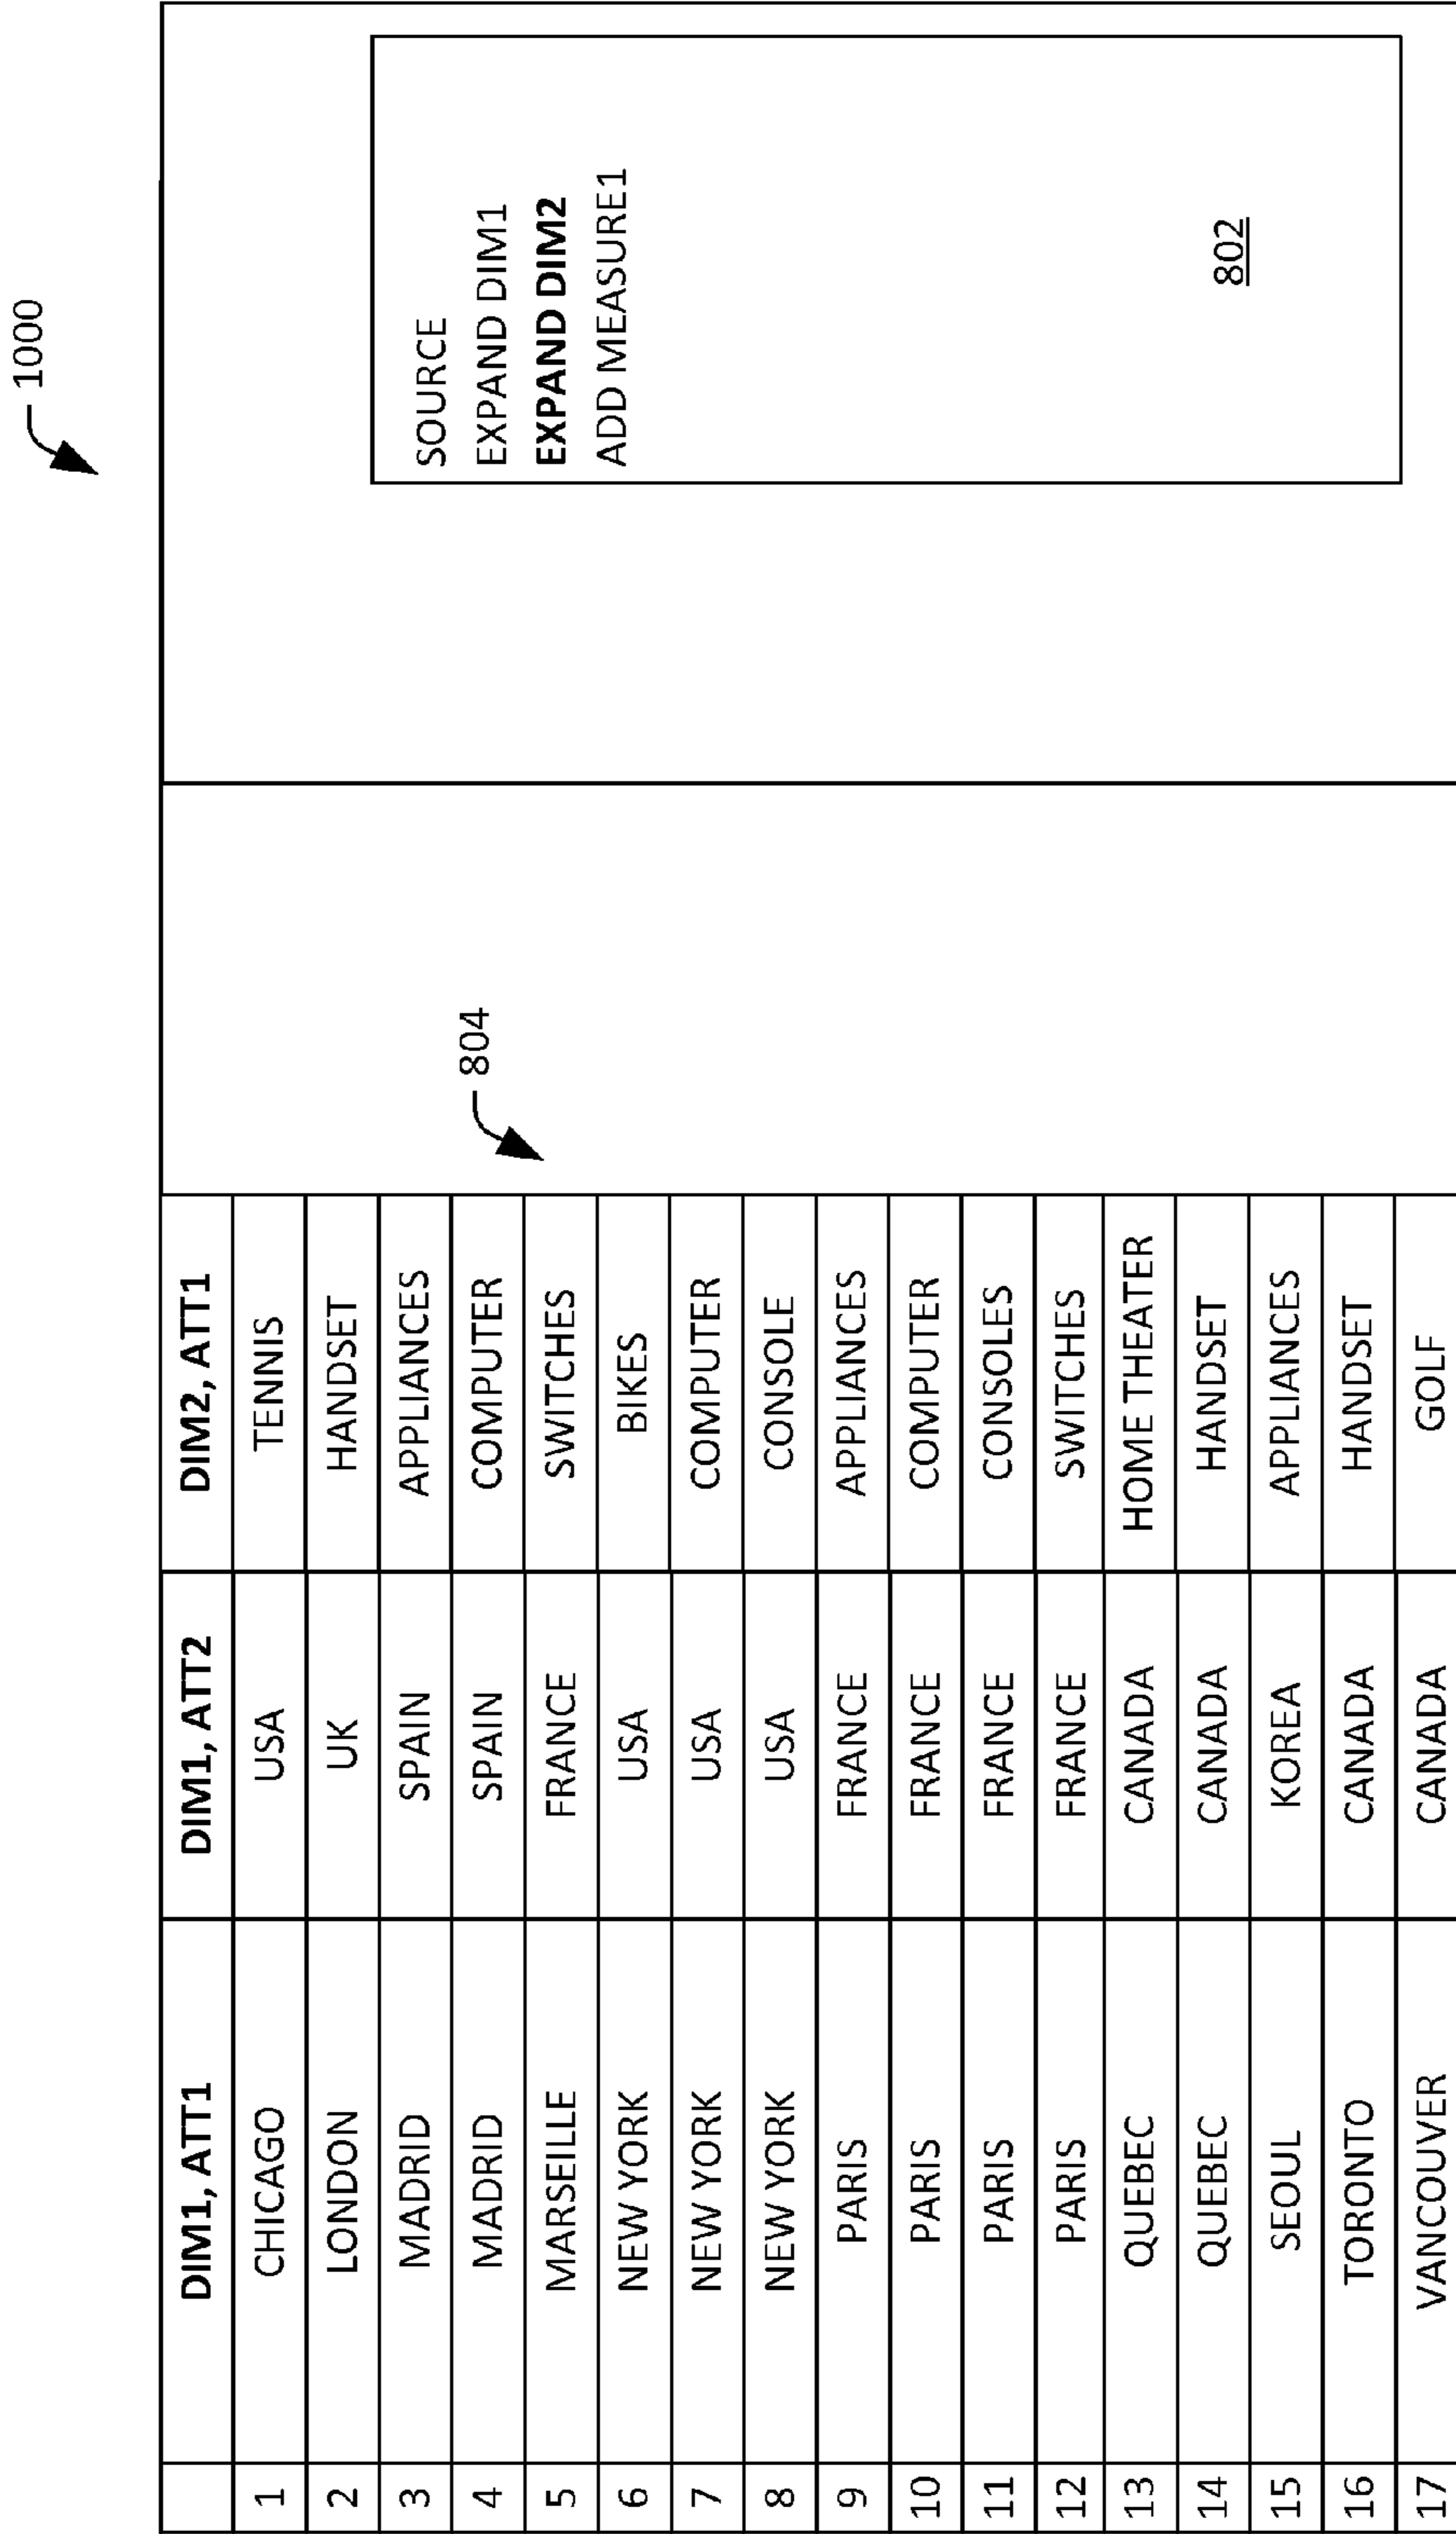 1000
DIM1, ATT1 DIM1, ATT2 DIM2, ATT1
1 CHICAGO USA TENNIS
2 LONDON UK HANDSET
3 MADRID SPAIN APPLIANCES
4 MADRID SPAIN COMPUTER
5 MARSEILLE FRANCE SWITCHES
6 NEW YORK USA BIKES
7 NEW YORK USA COMPUTER
8 NEW YORK USA CONSOLE
9 PARIS FRANCE APPLIANCES
10 PARIS FRANCE COMPUTER
11 PARIS FRANCE CONSOLES
12 PARIS FRANCE SWITCHES
13 QUEBEC CANADA HOME THEATER
14 QUEBEC CANADA HANDSET
15 SEOUL KOREA APPLIANCES
16 TORONTO CANADA HANDSET
17 VANCOUVER CANADA GOLF
804
SOURCE
EXPAND DIM1
EXPAND DIM2
ADD MEASURE1
802